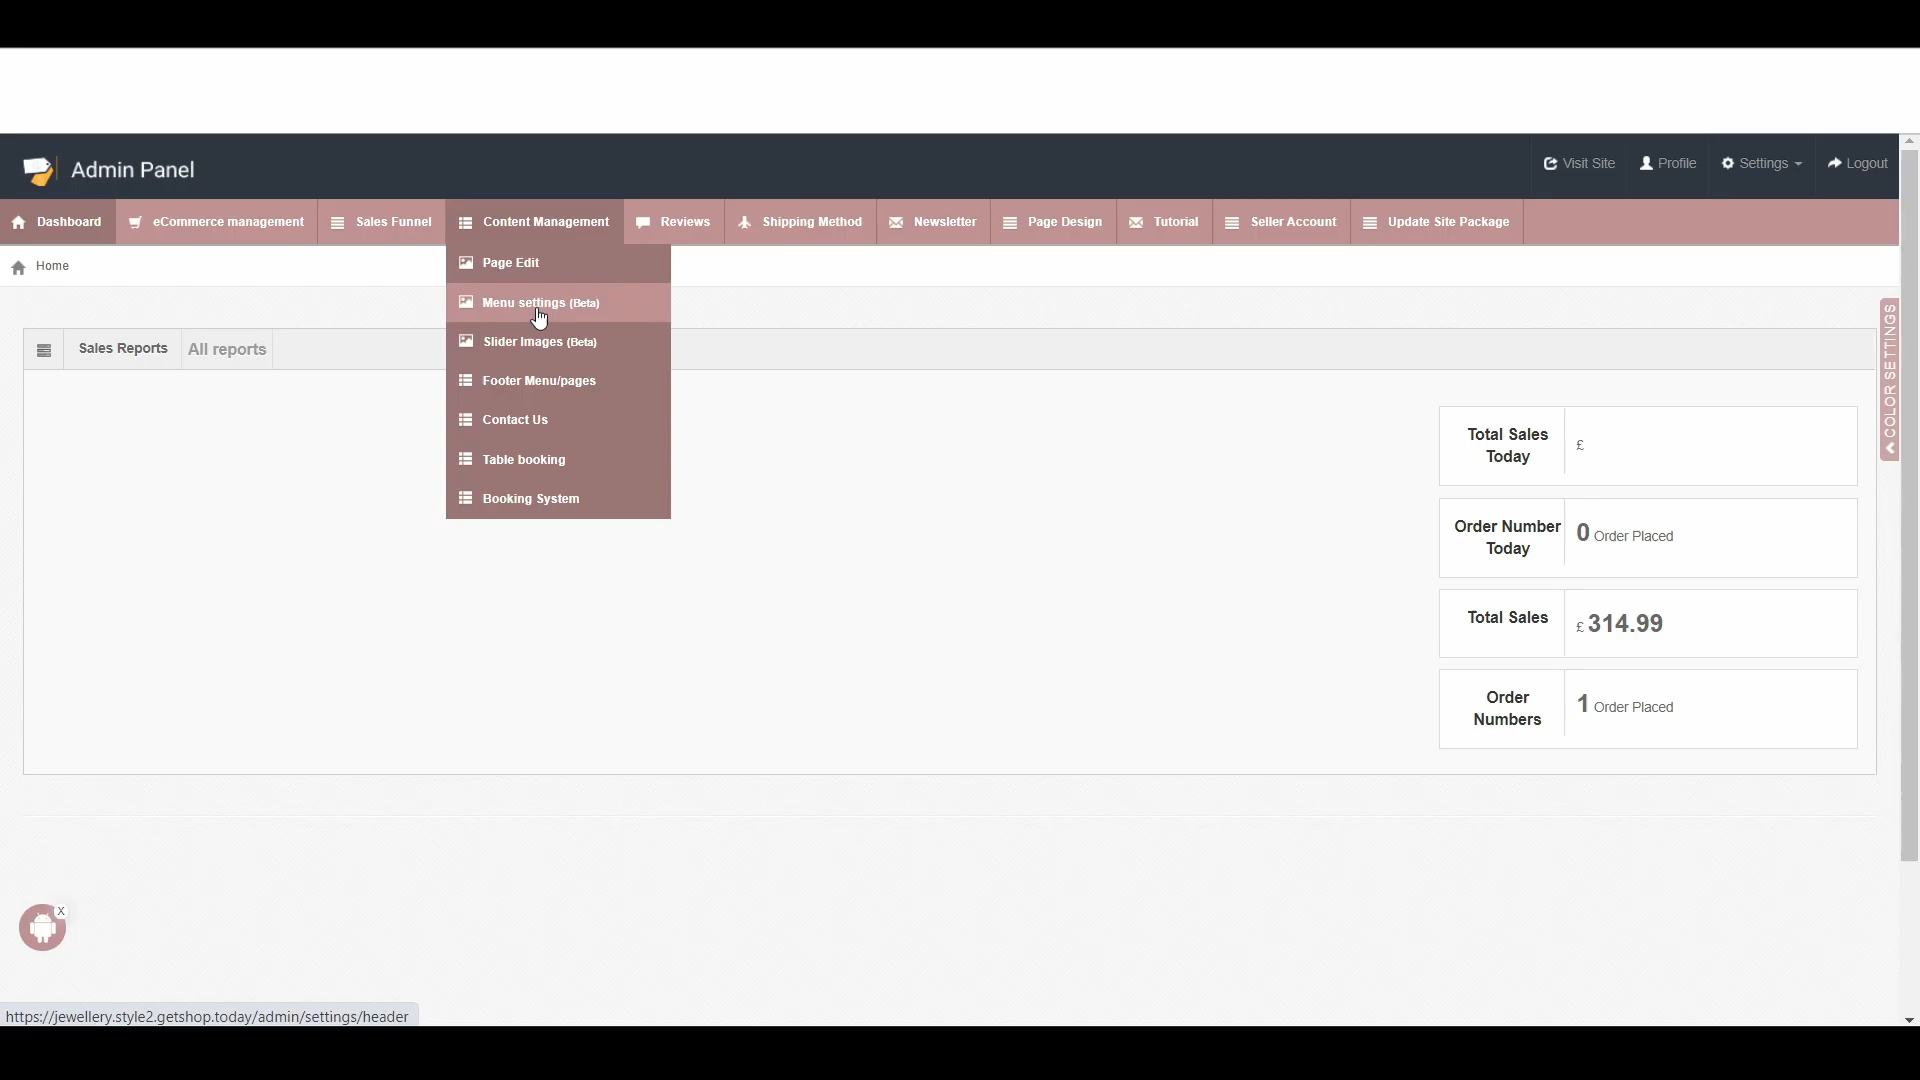 Admin Panel
Visit Site Profile Settings Logout
Dashboard eCommerce management Sales Funnel Content Management Reviews Shipping Method Newsletter Page Design Tutorial Seller Account Update Site Package
Home
Page Edit
Menu settings (Beta)
Slider Images (Beta)
Footer Menu/pages
Contact Us
Table booking
Booking System
Sales Reports All reports
COLOR SETTINGS
Total Sales
Today
£
Order Number
Today
0 Order Placed
Total Sales
£ 314.99
Order
Numbers
1 Order Placed
X
https://jewellery.style2.getshop.today/admin/settings/header